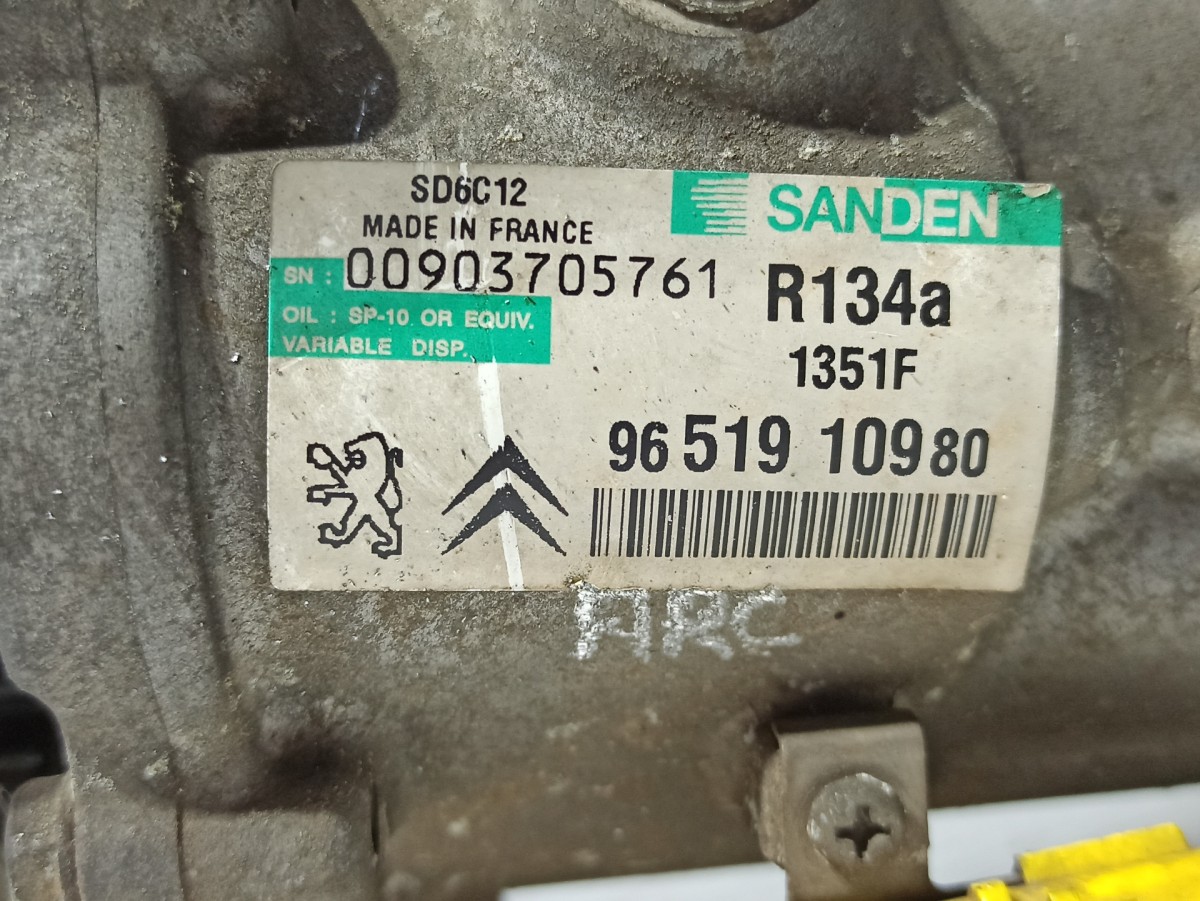 SD6C12
SANDEN
MADE IN FRANCE
SN : 00903705761
R134a
OIL : SP-10 OR EQUIV.
VARIABLE DISP.
1351F
96 519 109 80
ARC